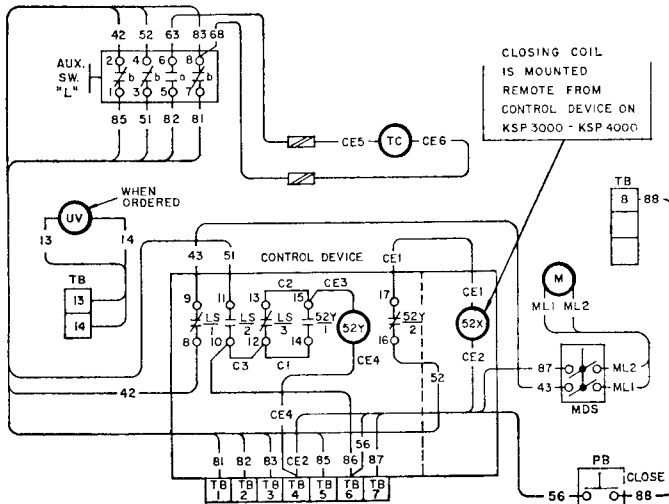 42 52 63 83 68
AUX. SW. "L"
2 4 6 8
b b a b
1 3 5 7
85 51 82 81
CLOSING COIL
IS MOUNTED
REMOTE FROM
CONTROL DEVICE ON
KSP 3000 - KSP 4000
CE5 TC CE6
TB
8 88
WHEN
ORDERED
UV
13 14
TB
13
14
43 51 CONTROL DEVICE CE1
M
ML1 ML2
C2 CE3
CE1
9 11 13 15 17
LS 1 LS 2 LS 3 52Y 1 52Y 52Y 2 52X
8 10 12 14 16
C3 C1 CE4 52 CE2
87 ML2
43 ML1
MDS
42
CE4
56
81 82 83 CE2 85 86 87
TB 1 TB 2 TB 3 TB 4 TB 5 TB 6 TB 7
PB
CLOSE
56 88